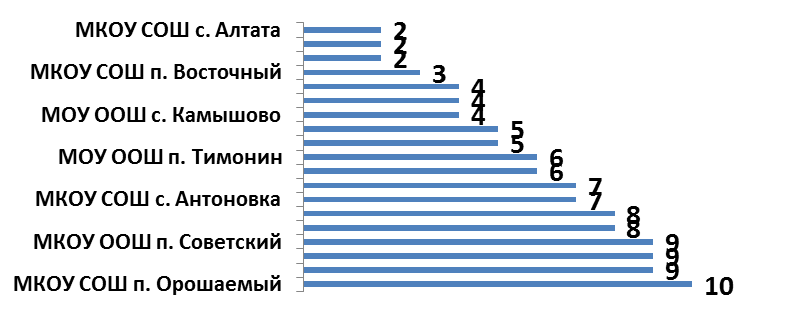 МКОУ СОШ с. Алтата 2
2
2
МКОУ СОШ п. Восточный 3
4
4
МОУ ООШ с. Камышово 4
5
5
МОУ ООШ п. Тимонин 6
6
7
МКОУ СОШ с. Антоновка 7
8
8
МКОУ ООШ п. Советский 9
9
9
МКОУ СОШ п. Орошаемый 10